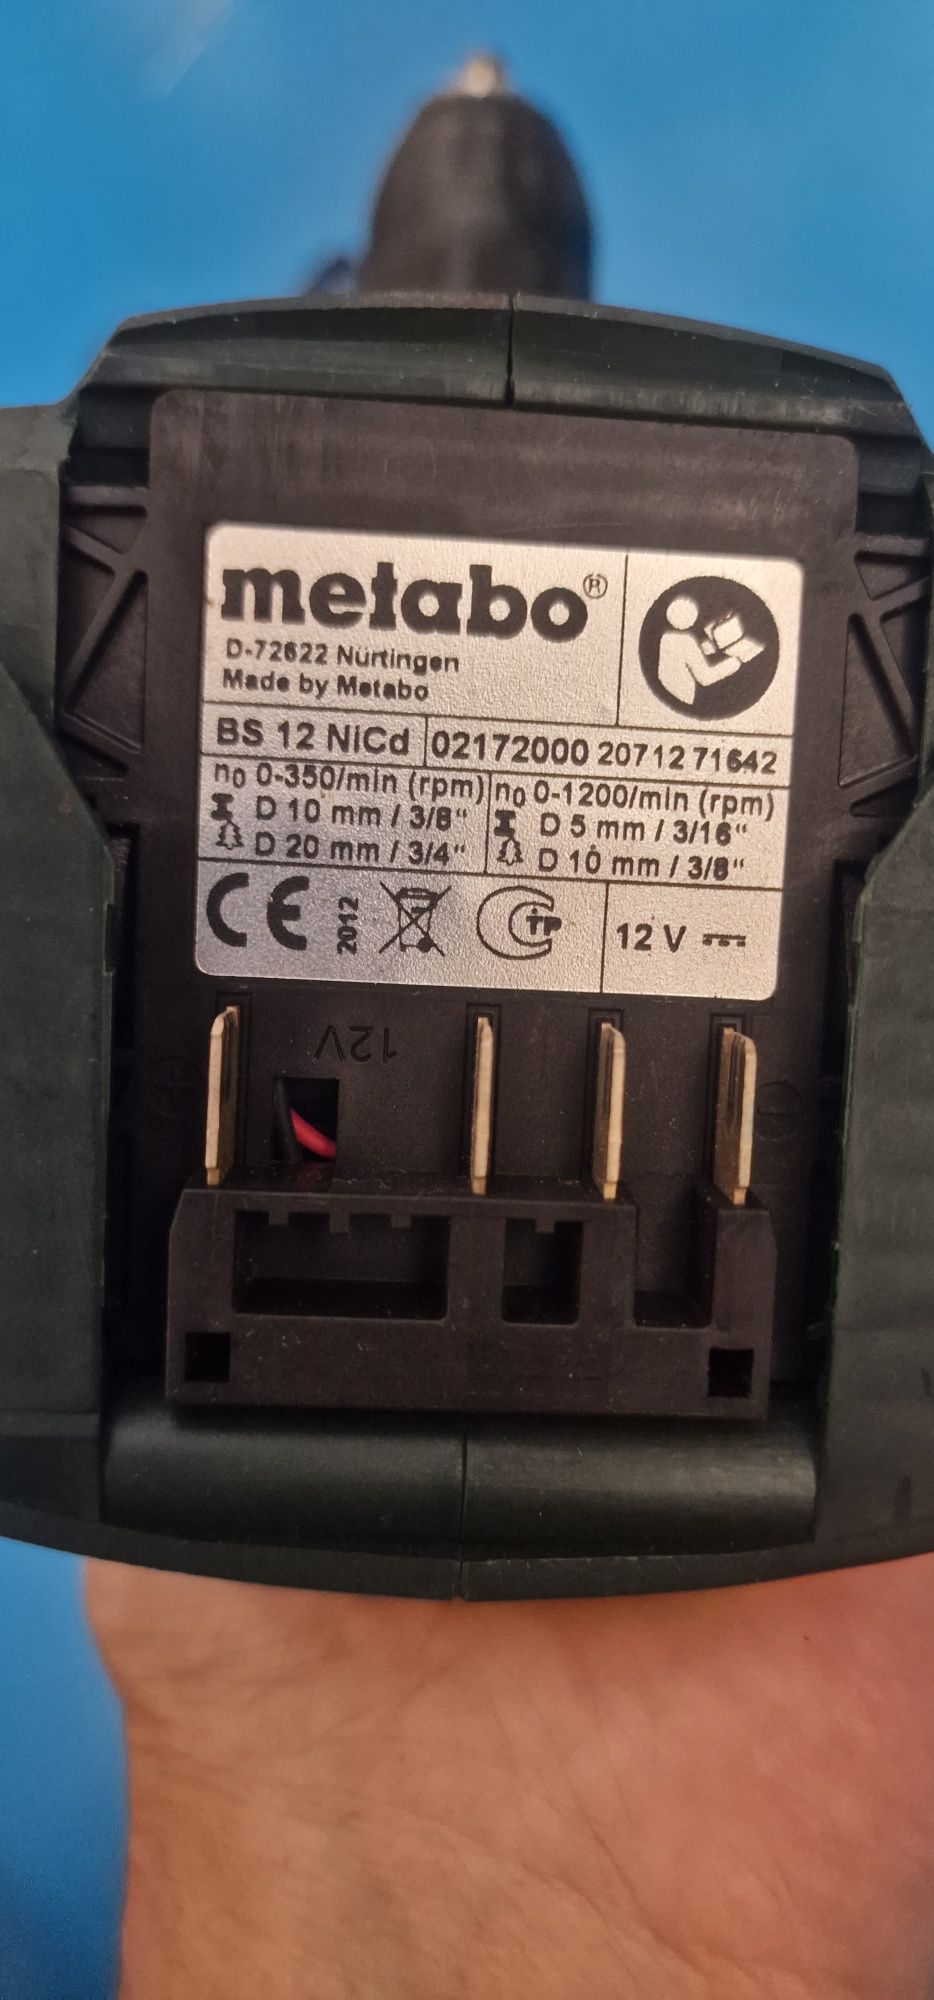 metabo®
D-72622 Nürtingen
Made by Metabo
BS 12 NiCd 02172000 20712 71642
n₀ 0-350/min (rpm) n₀ 0-1200/min (rpm)
D 10 mm / 3/8" D 5 mm / 3/16"
D 20 mm / 3/4" D 10 mm / 3/8"
CE 2012 TP 12 V
12V